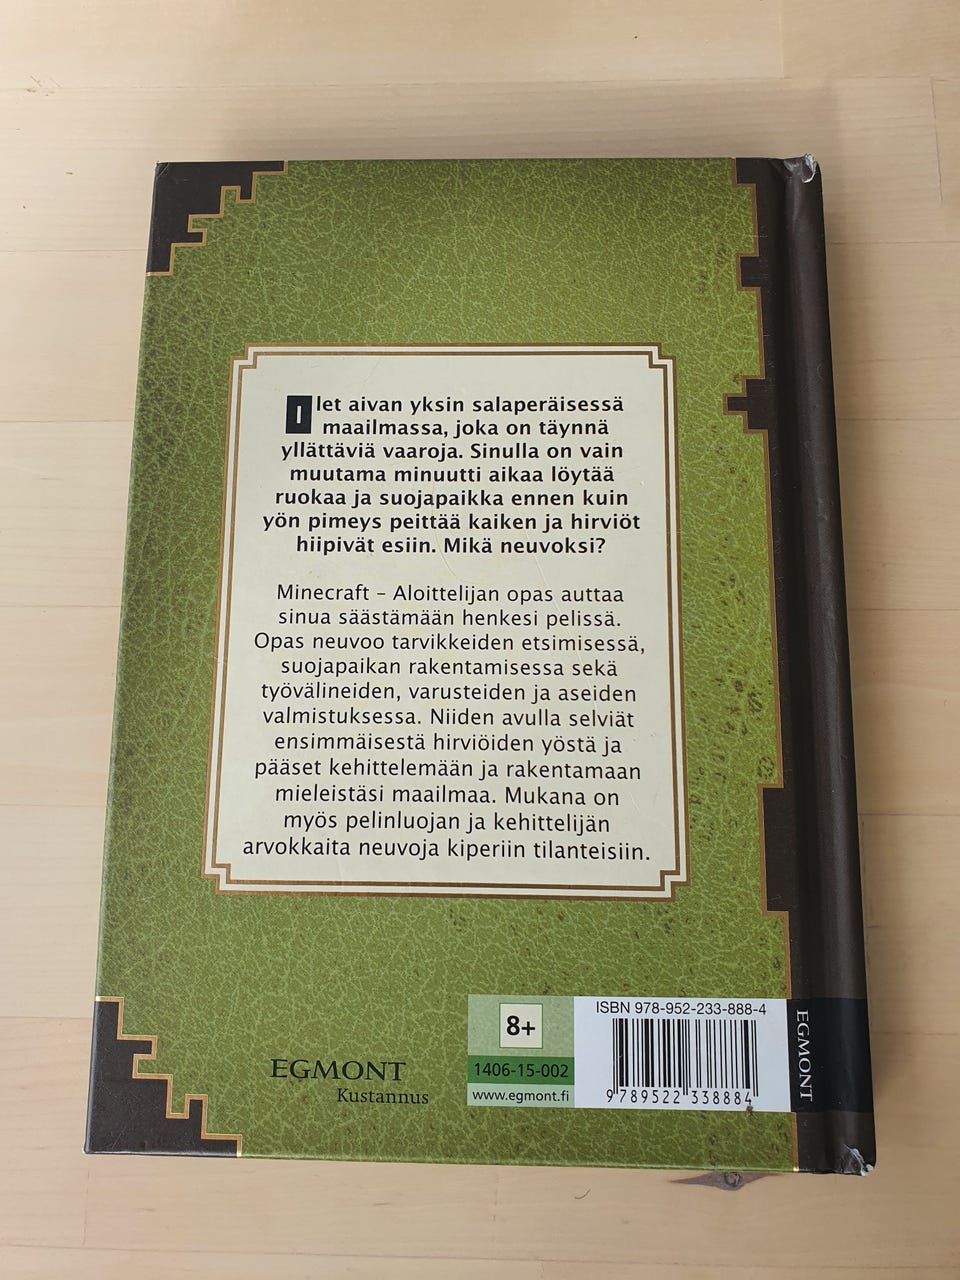 Olet aivan yksin salaperäisessä
maailmassa, joka on täynnä
yllättäviä vaaroja. Sinulla on vain
muutama minuutti aikaa löytää
ruokaa ja suojapaikka ennen kuin
yön pimeys peittää kaiken ja hirviöt
hiipivät esiin. Mikä neuvoksi?
Minecraft – Aloittelijan opas auttaa
sinua säästämään henkesi pelissä.
Opas neuvoo tarvikkeiden etsimisessä,
suojapaikan rakentamisessa sekä
työvälineiden, varusteiden ja aseiden
valmistuksessa. Niiden avulla selviät
ensimmäisestä hirviöiden yöstä ja
pääset kehittelemään ja rakentamaan
mieleistäsi maailmaa. Mukana on
myös pelinluojan ja kehittelijän
arvokkaita neuvoja kiperiin tilanteisiin.
EGMONT
Kustannus
8+
1406-15-002
www.egmont.fi
ISBN 978-952-233-888-4
9 789522 338884
EGMONT